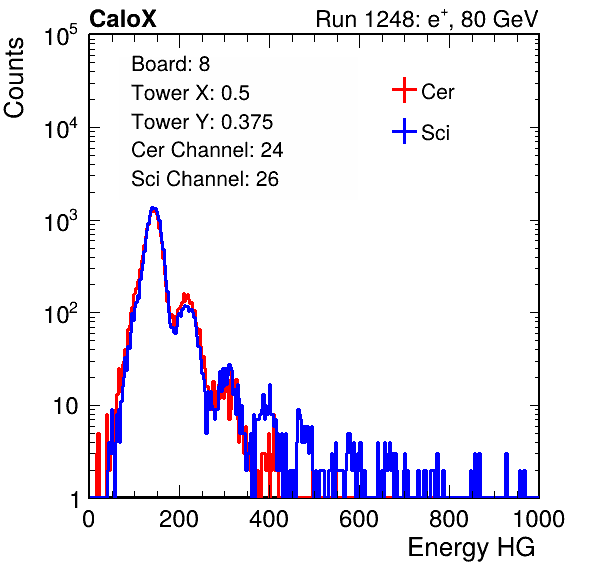 CaloX Run 1248: e⁺, 80 GeV
Counts
10⁵
10⁴
10³
10²
10
1
Board: 8
Tower X: 0.5
Tower Y: 0.375
Cer Channel: 24
Sci Channel: 26
Cer
Sci
0 200 400 600 800 1000
Energy HG